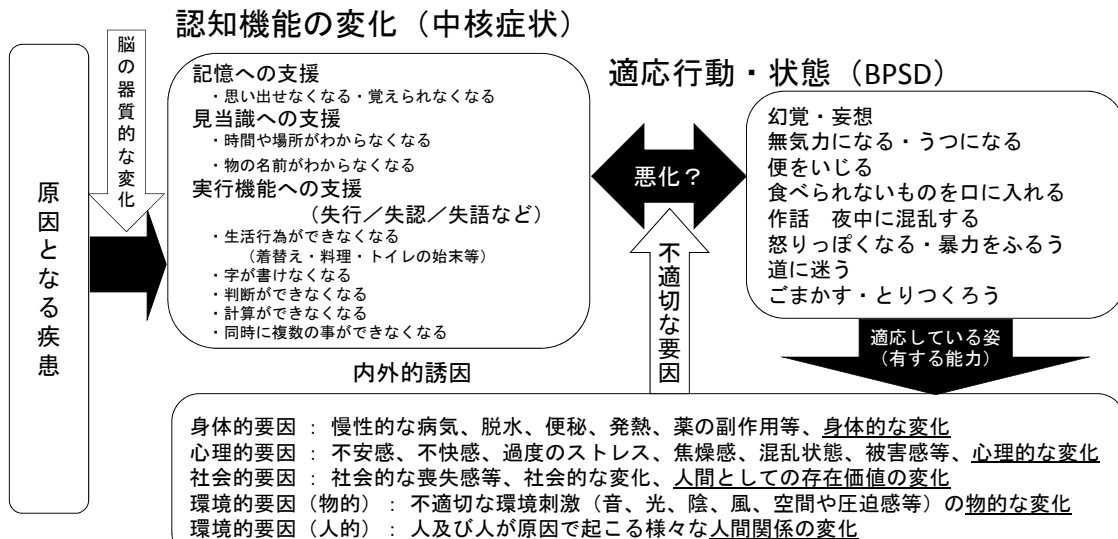 認知機能の変化（中核症状）
脳の器質的な変化
原因となる疾患
記憶への支援
・思い出せなくなる・覚えられなくなる
見当識への支援
・時間や場所がわからなくなる
・物の名前がわからなくなる
実行機能への支援
（失行／失認／失語など）
・生活行為ができなくなる
（着替え・料理・トイレの始末等）
・字が書けなくなる
・判断ができなくなる
・計算ができなくなる
・同時に複数の事ができなくなる
適応行動・状態（BPSD）
悪化？
幻覚・妄想
無気力になる・うつになる
便をいじる
食べられないものを口に入れる
作話　夜中に混乱する
怒りっぽくなる・暴力をふるう
道に迷う
ごまかす・とりつくろう
不適切な要因
適応している姿
（有する能力）
内外的誘因
身体的要因 ： 慢性的な病気、脱水、便秘、発熱、薬の副作用等、身体的な変化
心理的要因 ： 不安感、不快感、過度のストレス、焦燥感、混乱状態、被害感等、心理的な変化
社会的要因 ： 社会的な喪失感等、社会的な変化、人間としての存在価値の変化
環境的要因（物的） ： 不適切な環境刺激（音、光、陰、風、空間や圧迫感等）の物的な変化
環境的要因（人的） ： 人及び人が原因で起こる様々な人間関係の変化